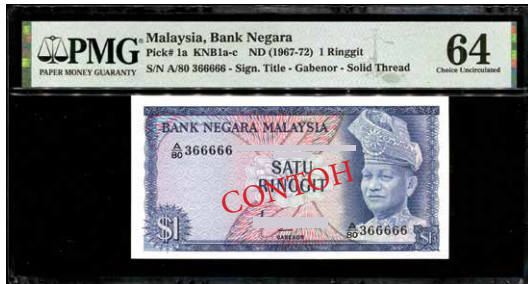 PMG
PAPER MONEY GUARANTY
Malaysia, Bank Negara
Pick# 1a KNB1a-c ND (1967-72) 1 Ringgit
S/N A/80 366666 - Sign. Title - Gabenor - Solid Thread
64
Choice Uncirculated
BANK NEGARA MALAYSIA
A/80 366666
SATU
RINGGIT
CONTOH
A/80 366666
GABENOR
$1
$1